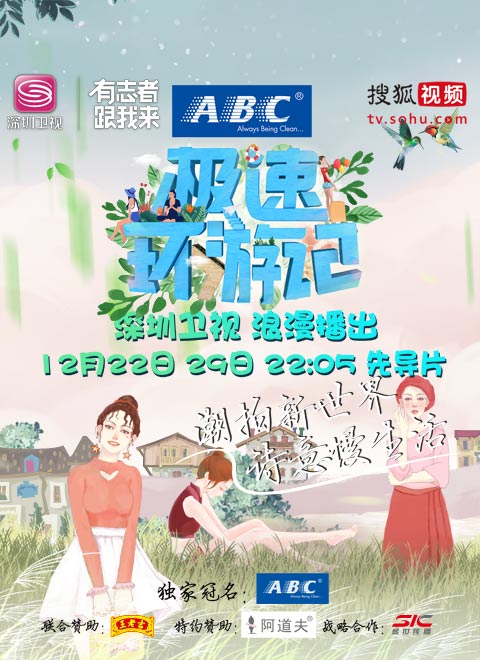 深圳卫视
有志者
跟我来
ABC®
Always Being Clean...
搜狐视频
tv.sohu.com
极速
环游记
深圳卫视 浪漫播出
12月22日 29日 22:05 先导片
潮拍新世界
诗意慢生活
独家冠名：ABC®
Always Being Clean...
联合赞助：王老吉 特约赞助：阿道夫® 战略合作：SIC